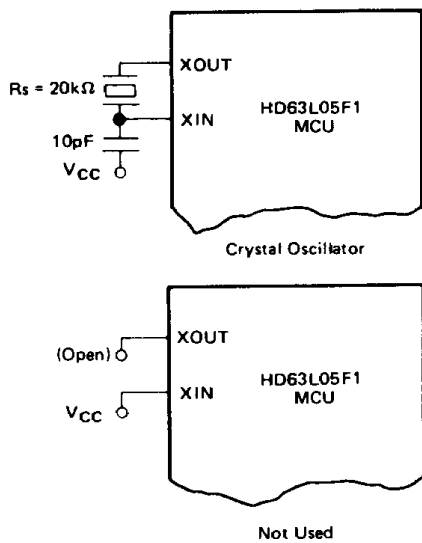 XOUT
Rs = 20kΩ
HD63L05F1
MCU
XIN
10pF
VCC
Crystal Oscillator
XOUT
(Open)
HD63L05F1
MCU
XIN
VCC
Not Used